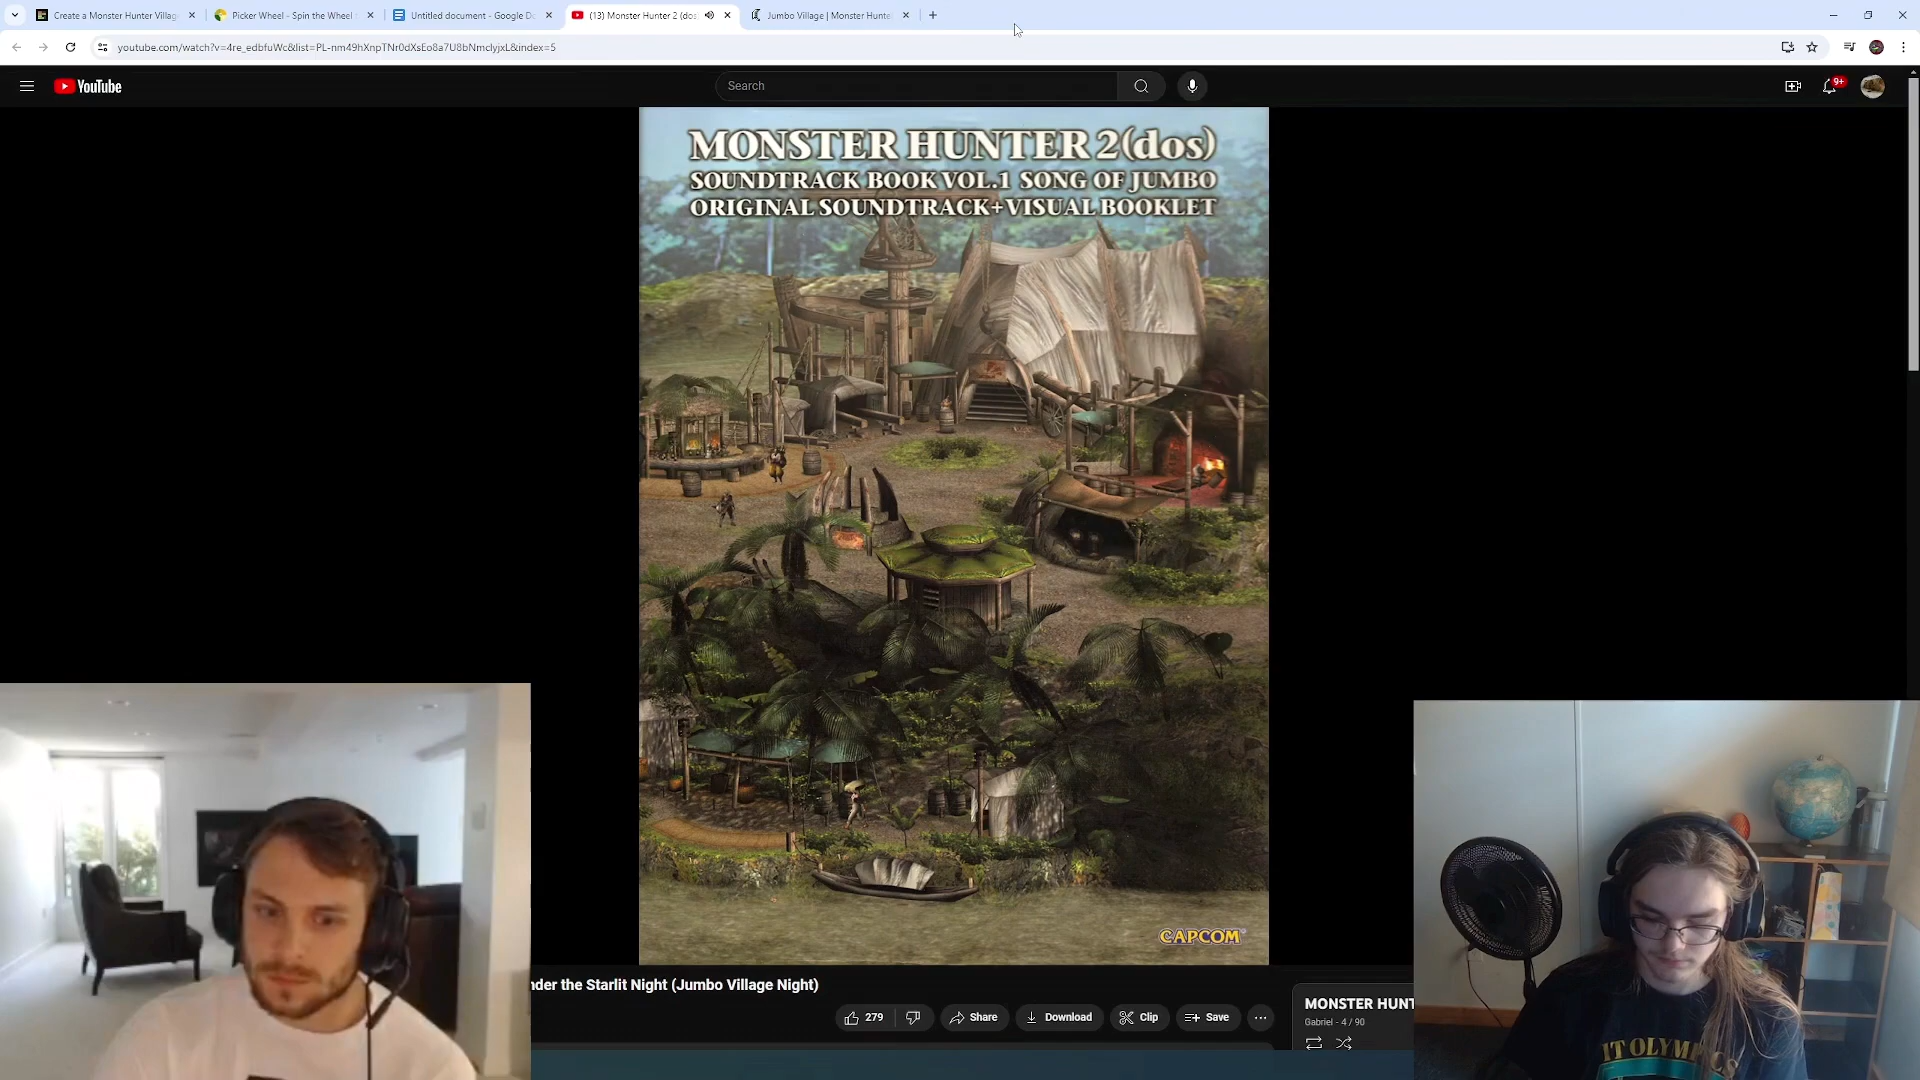 Create a Monster Hunter Villag
Picker Wheel - Spin the Wheel
Untitled document - Google Do
(13) Monster Hunter 2 (dos
Jumbo Village | Monster Hunte
youtube.com/watch?v=4re_edbfuWc&list=PL-nm49hXnpTNr0dXsEo8a7U8bNmclyjxL&index=5
YouTube
Search
9+
MONSTER HUNTER 2(dos)
SOUNDTRACK BOOK VOL.1 SONG OF JUMBO
ORIGINAL SOUNDTRACK+VISUAL BOOKLET
CAPCOM
nder the Starlit Night (Jumbo Village Night)
279
Share
Download
Clip
Save
MONSTER HUNT
Gabriel - 4 / 90